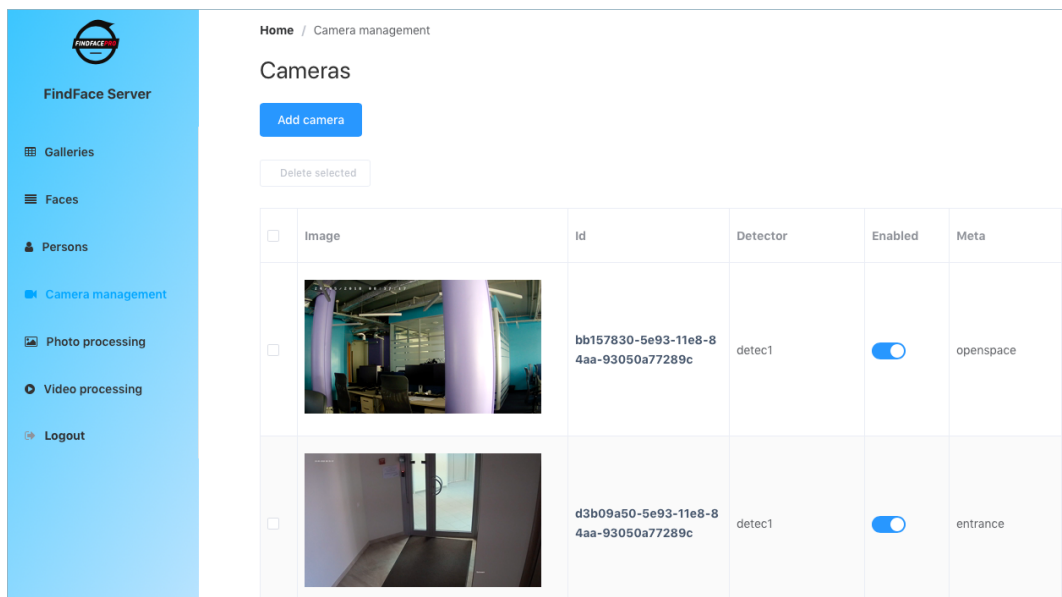 FINDFACEPRO
FindFace Server
Galleries
Faces
Persons
Camera management
Photo processing
Video processing
Logout
Home / Camera management
Cameras
Add camera
Delete selected
Image Id Detector Enabled Meta
bb157830-5e93-11e8-8
4aa-93050a77289c
detec1
openspace
d3b09a50-5e93-11e8-8
4aa-93050a77289c
detec1
entrance